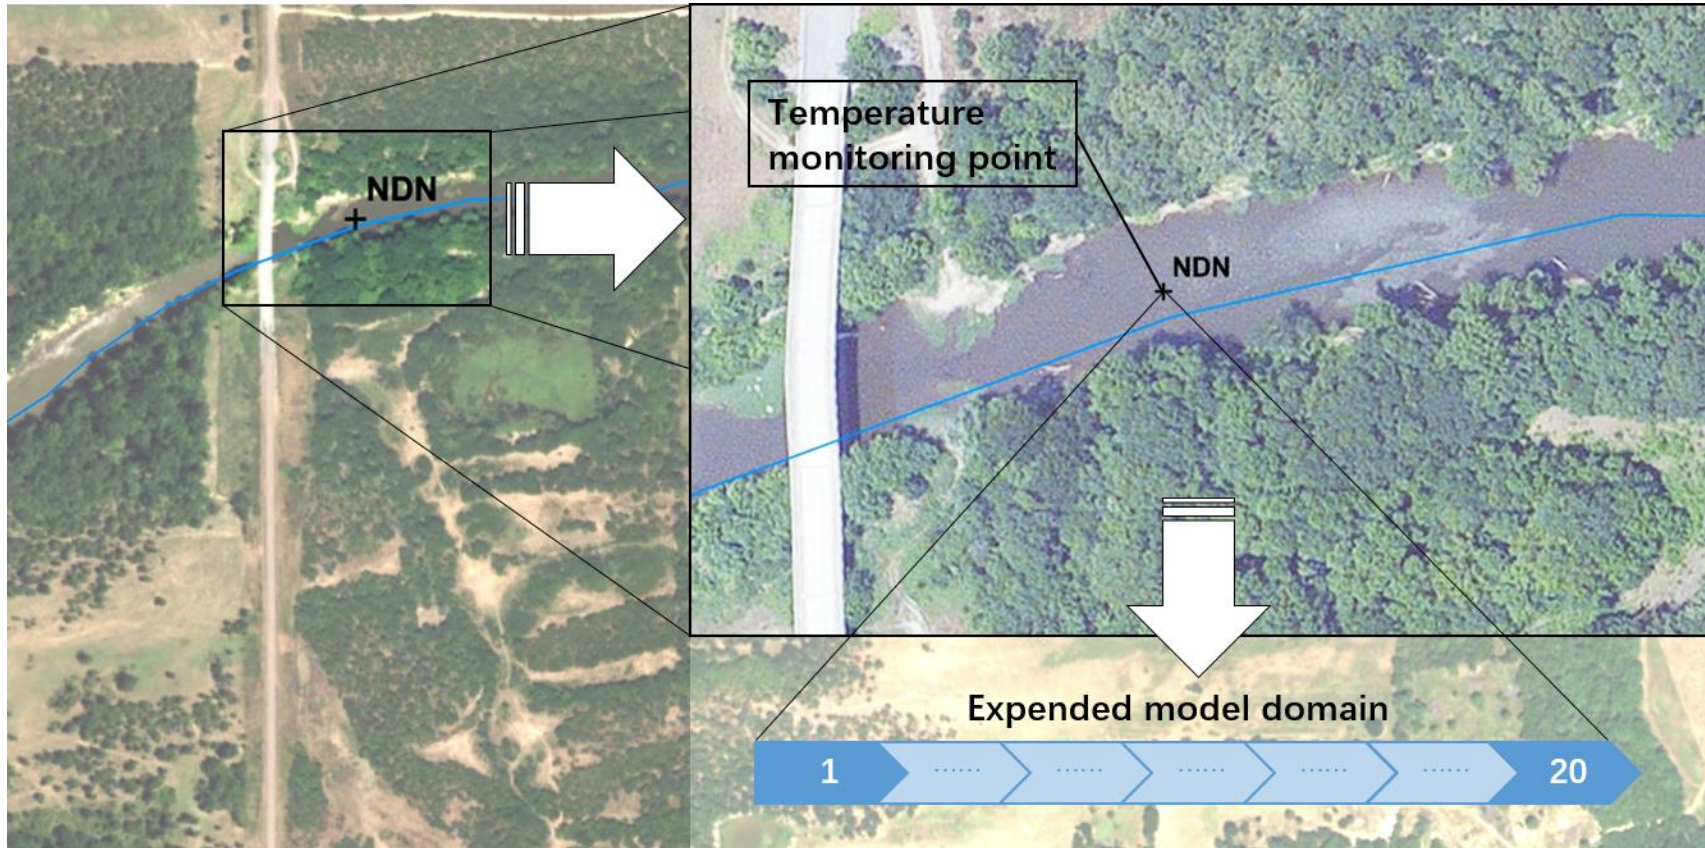 NDN
Temperature
monitoring point
NDN
Expended model domain
1 ...... ...... ...... ...... ...... 20